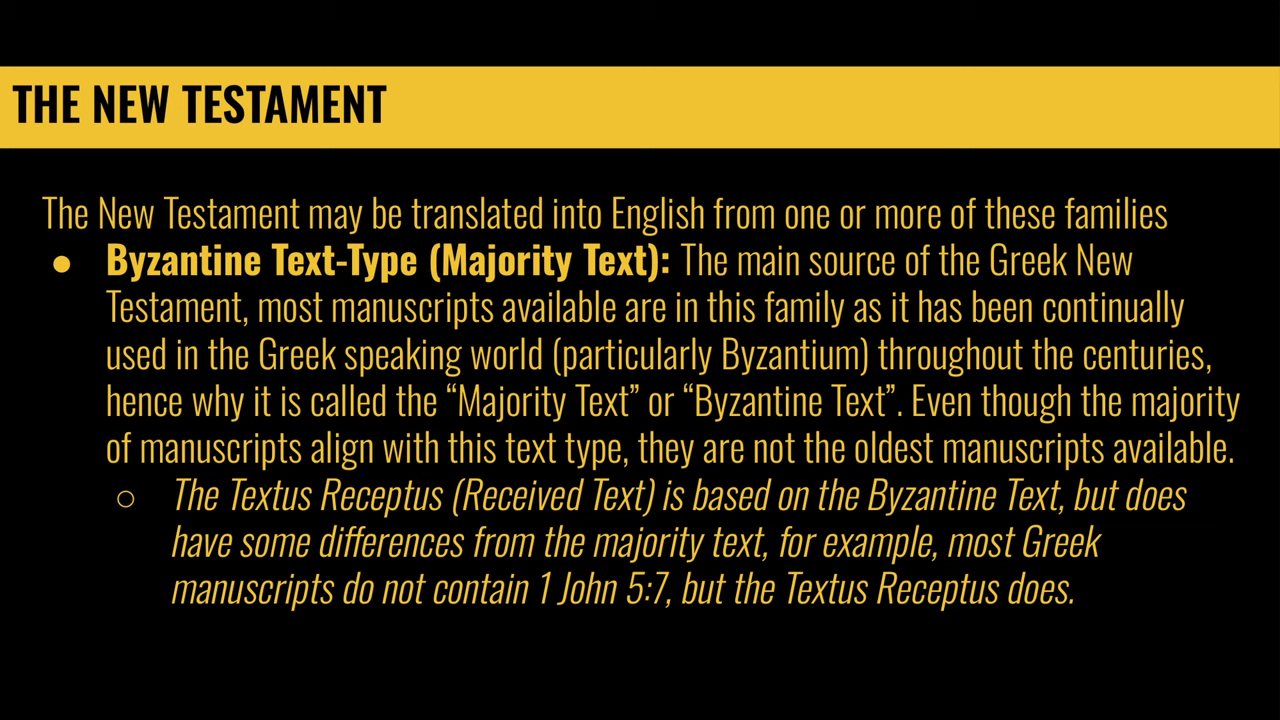 THE NEW TESTAMENT
The New Testament may be translated into English from one or more of these families
● Byzantine Text-Type (Majority Text): The main source of the Greek New
Testament, most manuscripts available are in this family as it has been continually
used in the Greek speaking world (particularly Byzantium) throughout the centuries,
hence why it is called the “Majority Text” or “Byzantine Text”. Even though the majority
of manuscripts align with this text type, they are not the oldest manuscripts available.
○ The Textus Receptus (Received Text) is based on the Byzantine Text, but does
have some differences from the majority text, for example, most Greek
manuscripts do not contain 1 John 5:7, but the Textus Receptus does.